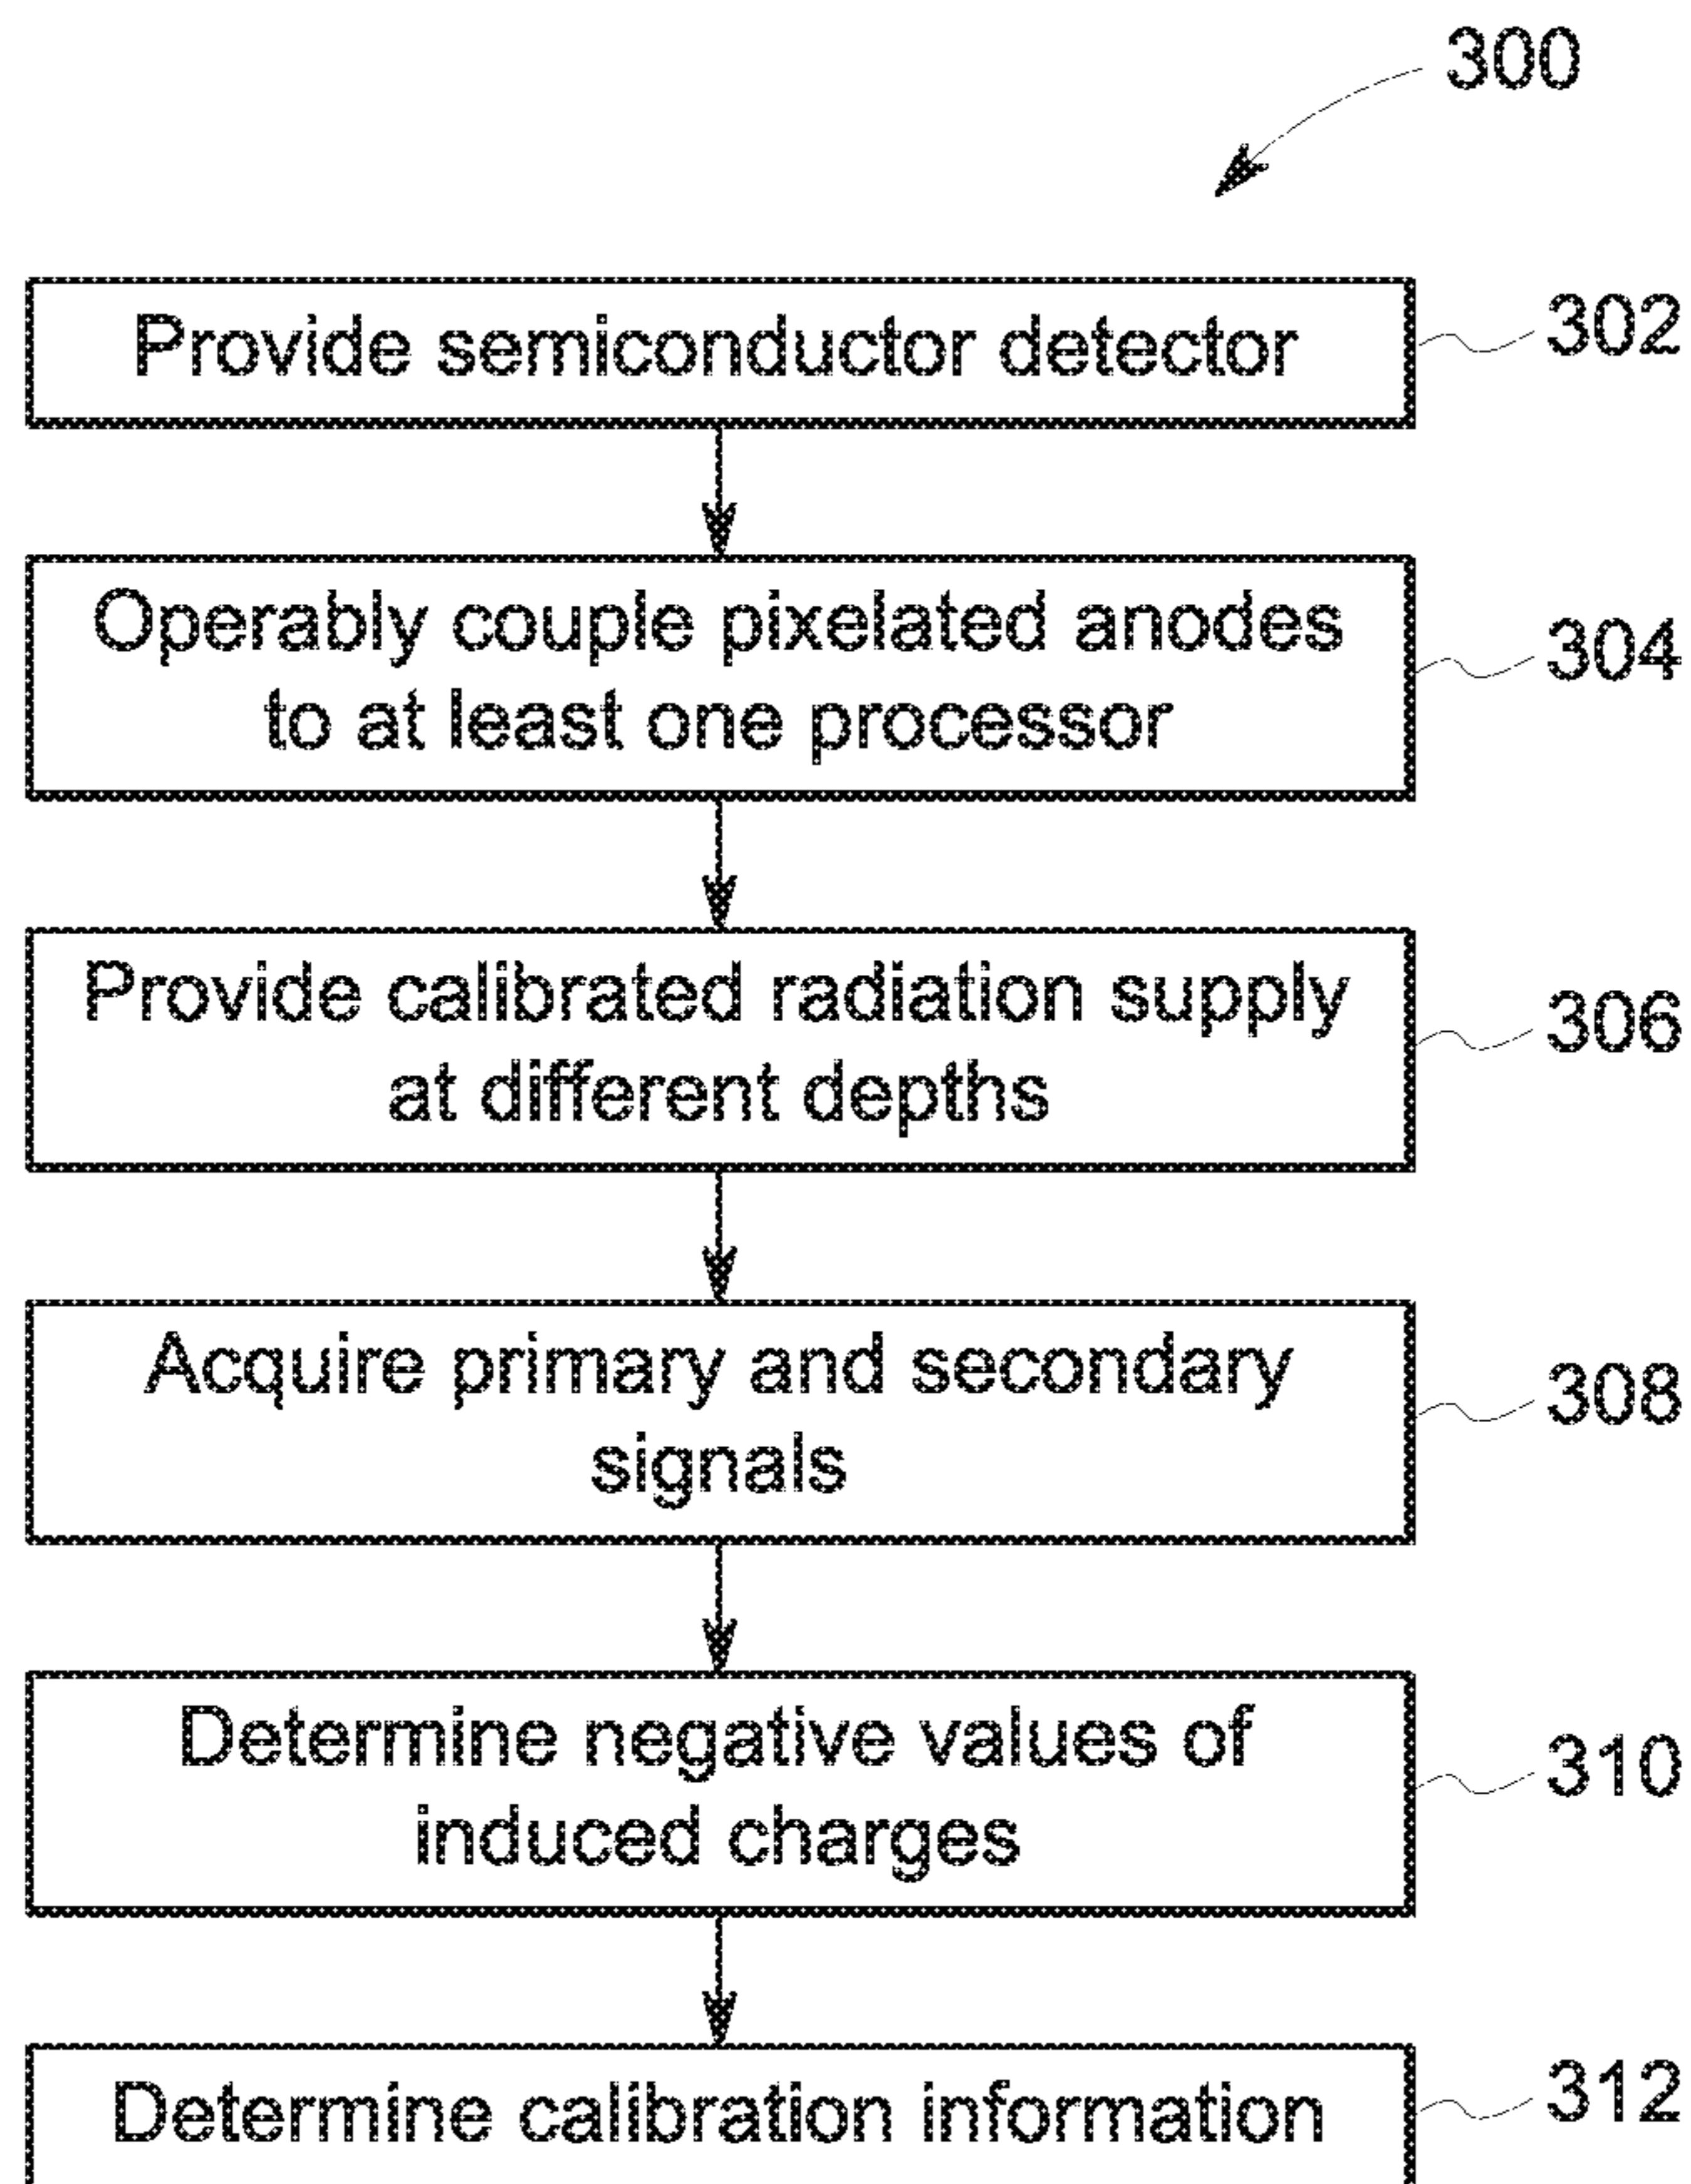 300
Provide semiconductor detector
302
Operably couple pixelated anodes
to at least one processor
304
Provide calibrated radiation supply
at different depths
306
Acquire primary and secondary
signals
308
Determine negative values of
induced charges
310
Determine calibration information
312